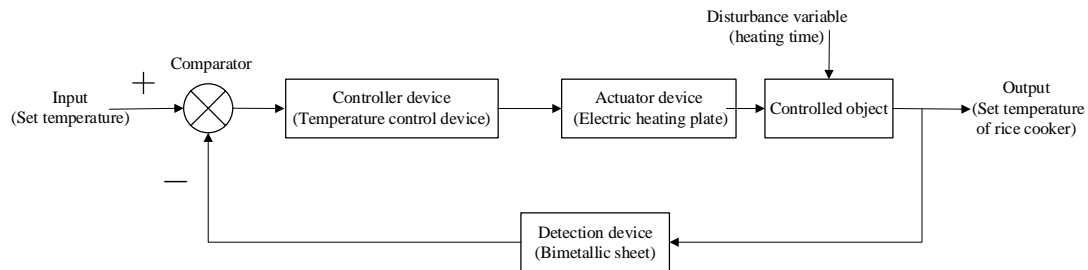 Disturbance variable
(heating time)
Comparator
+
Input
(Set temperature)
Controller device
(Temperature control device)
Actuator device
(Electric heating plate)
Controlled object
Output
(Set temperature
of rice cooker)
—
Detection device
(Bimetallic sheet)